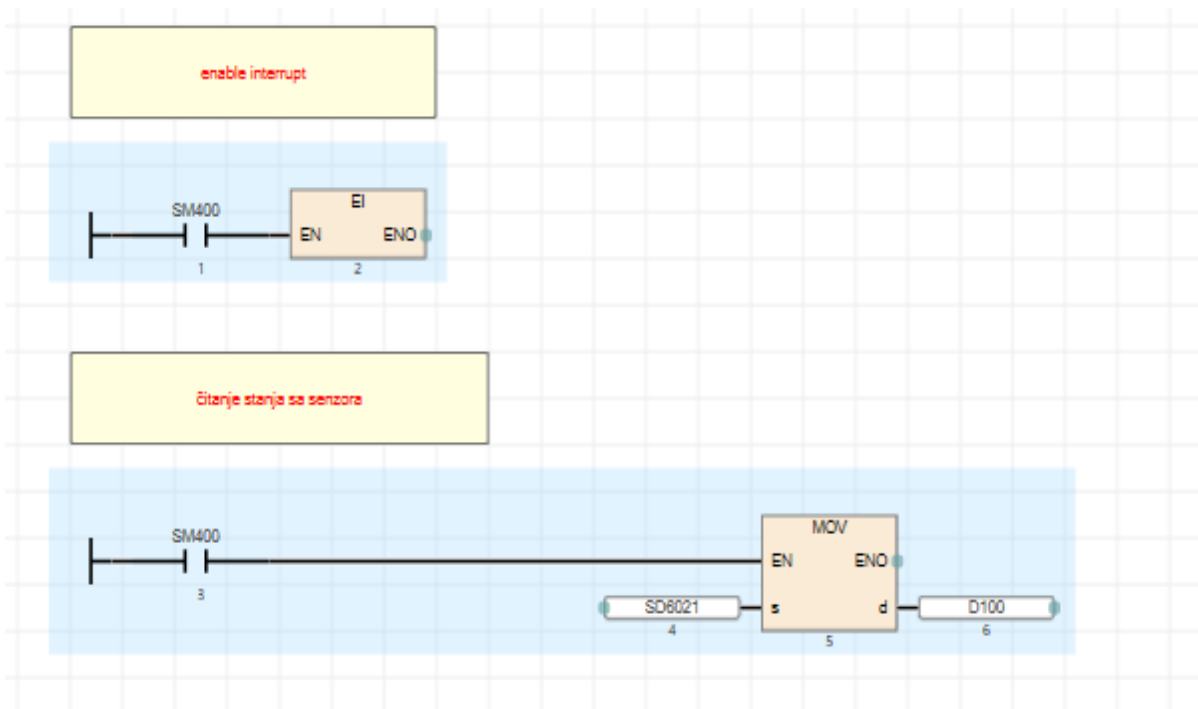 enable interrupt
SM400
EI
EN ENO
1 2
čitanje stanja sa senzora
SM400
MOV
EN ENO
3
SD6021 s d D100
4 5 6